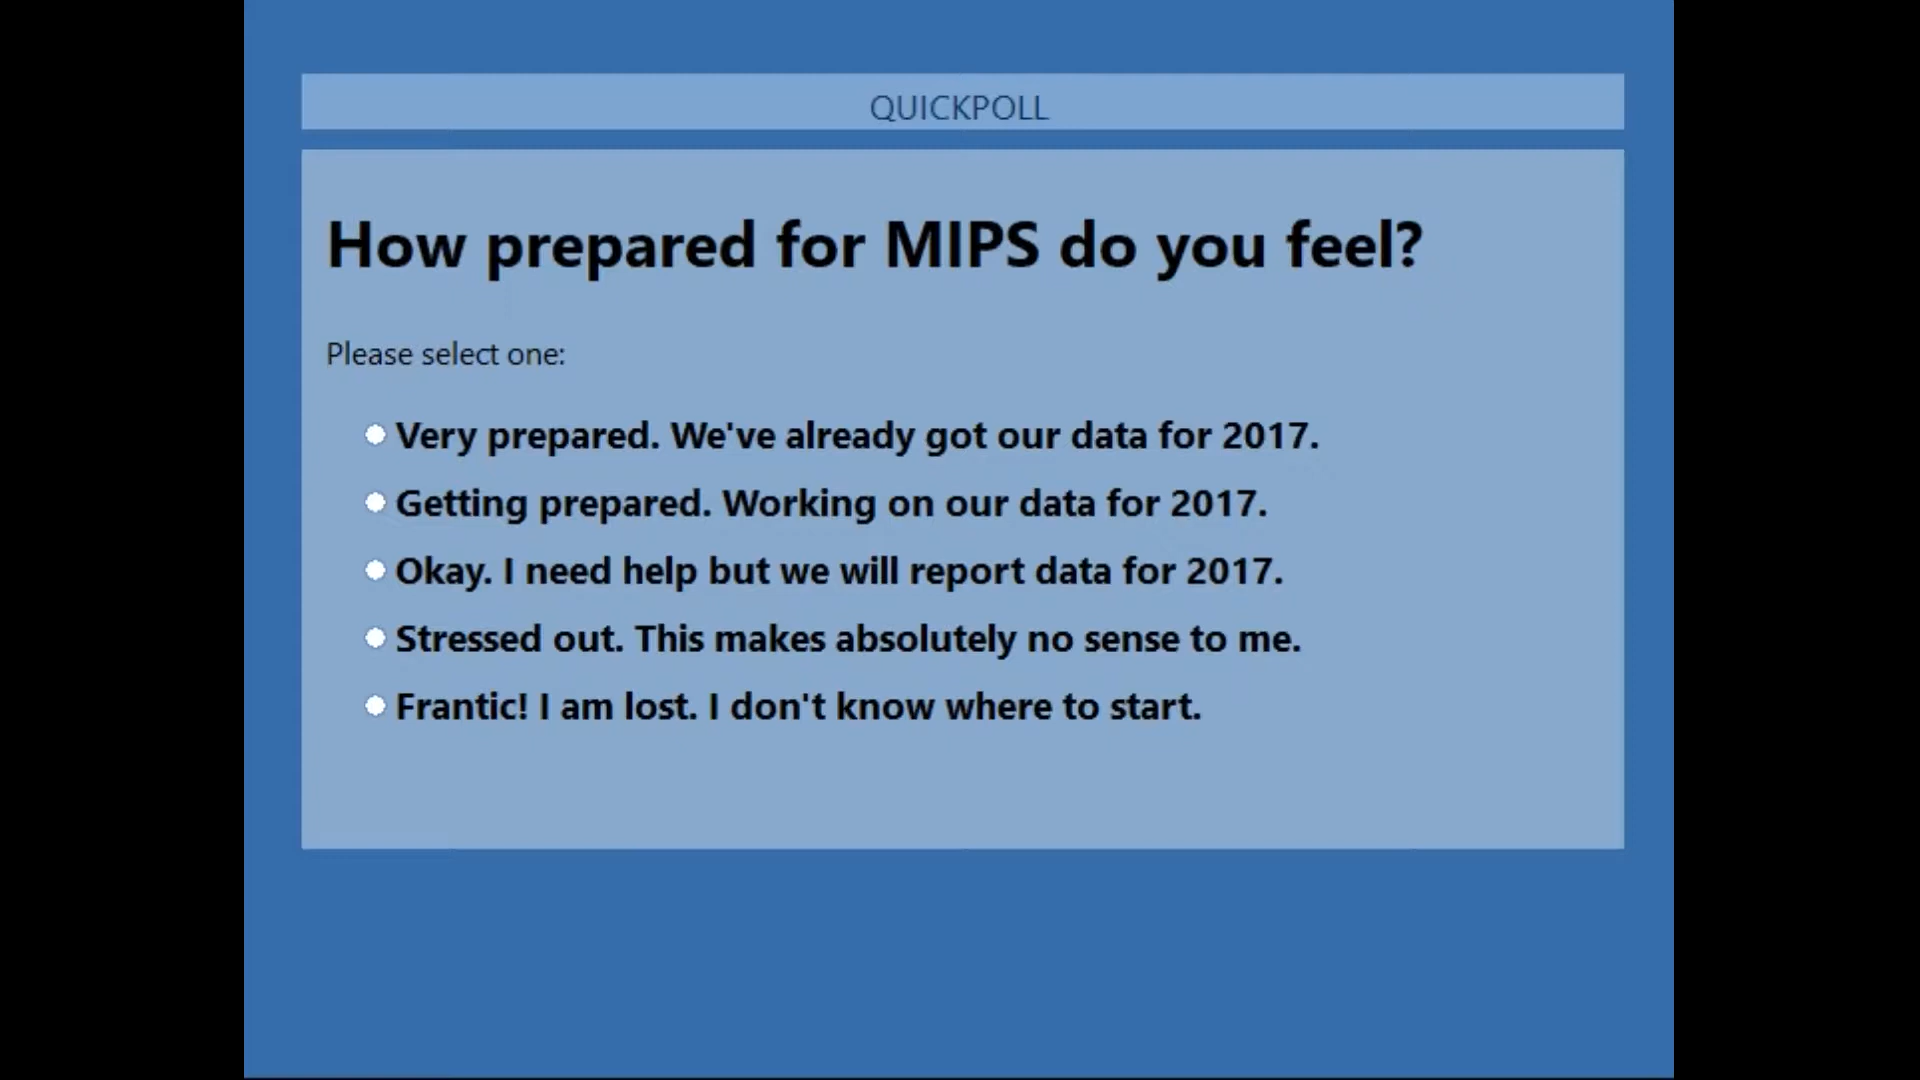 QUICKPOLL
How prepared for MIPS do you feel?
Please select one:
Very prepared. We've already got our data for 2017.
Getting prepared. Working on our data for 2017.
Okay. I need help but we will report data for 2017.
Stressed out. This makes absolutely no sense to me.
Frantic! I am lost. I don't know where to start.